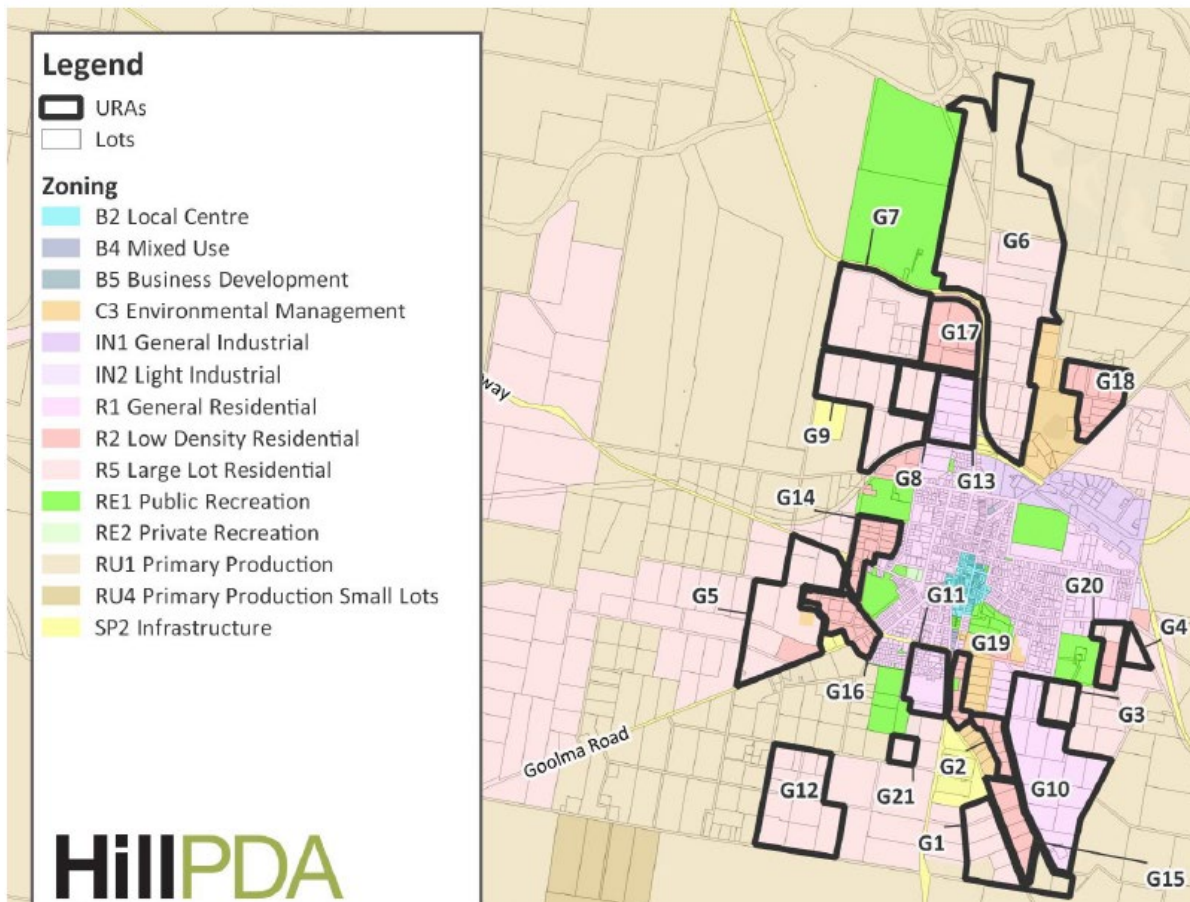 Legend
URAs
Lots
Zoning
B2 Local Centre
B4 Mixed Use
B5 Business Development
C3 Environmental Management
IN1 General Industrial
IN2 Light Industrial
R1 General Residential
R2 Low Density Residential
R5 Large Lot Residential
RE1 Public Recreation
RE2 Private Recreation
RU1 Primary Production
RU4 Primary Production Small Lots
SP2 Infrastructure
HillPDA
G7
G6
G17
G18
way
G9
G8
G13
G14
G11
G20
G5
G4
G19
G16
G3
Goolma Road
G2
G12
G21
G10
G1
G15